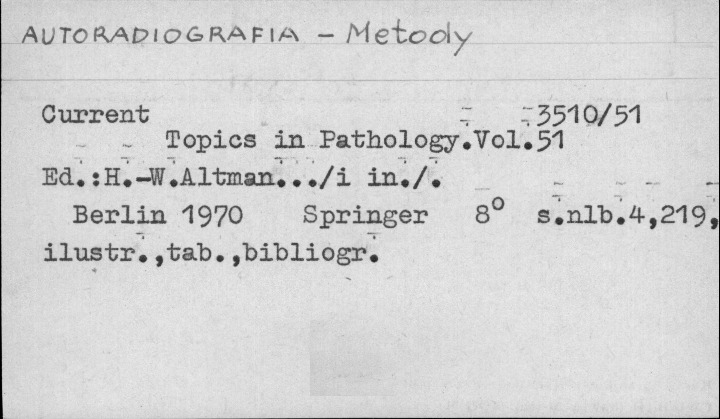 AUTORADIOGRAFIA - Metody
Current 3510/51
Topics in Pathology.Vol.51
Ed.:H.-W.Altman.../i in./.
Berlin 1970 Springer 8° s.nlb.4,219,
ilustr.,tab.,bibliogr.